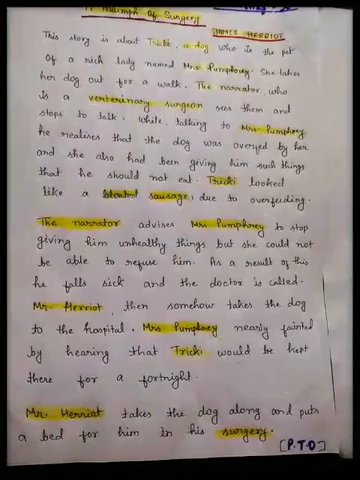 A Triumph Of Surgery
JAMES HERRIOT
This story is about Tricki, a dog who is the pet
of a rich lady named Mrs Pumphrey. She takes
her dog out for a walk. The narrator who
is a verterinary surgeon sees them and
stops to talk. While talking to Mrs Pumphrey
he realises that the dog was overfed by her
and she also had been giving him such things
that he should not eat. Tricki looked
like a bloated sausage, due to overfeeding.
The narrator advises Mrs Pumphrey to stop
giving him unhealthy things but she could not
be able to refuse him. As a result of this
he falls sick and the doctor is called.
Mr Herriot, then somehow takes the dog
to the hospital. Mrs Pumphrey nearly fainted
by hearing that Tricki would be kept
there for a fortnight.
Mr. Herriot takes the dog along and puts
a bed for him in his surgery.
[P.T.O]